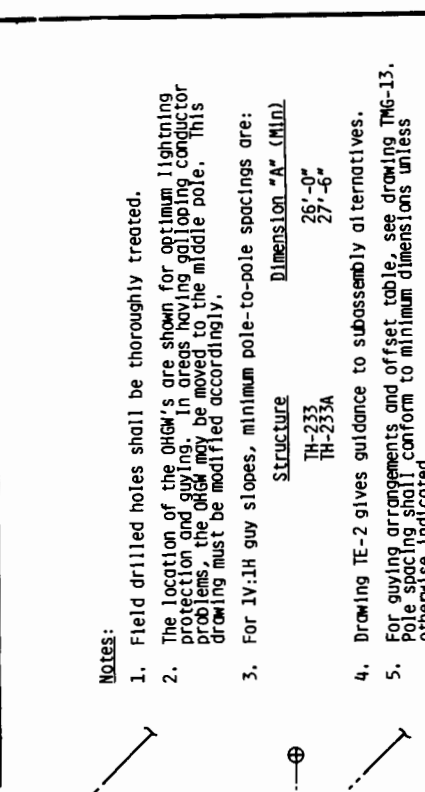 Notes:
1. Field drilled holes shall be thoroughly treated.
2. The location of the OHGW's are shown for optimum lightning
protection and guying. In areas having galloping conductor
problems, the OHGW may be moved to the middle pole. This
drawing must be modified accordingly.
3. For 1V:1H guy slopes, minimum pole-to-pole spacings are:
Structure Dimension "A" (Min)
TH-233 26'-0"
TH-233A 27'-6"
4. Drawing TE-2 gives guidance to subassembly alternatives.
5. For guying arrangements and offset table, see drawing TMG-13.
Pole spacing shall conform to minimum dimensions unless
otherwise indicated